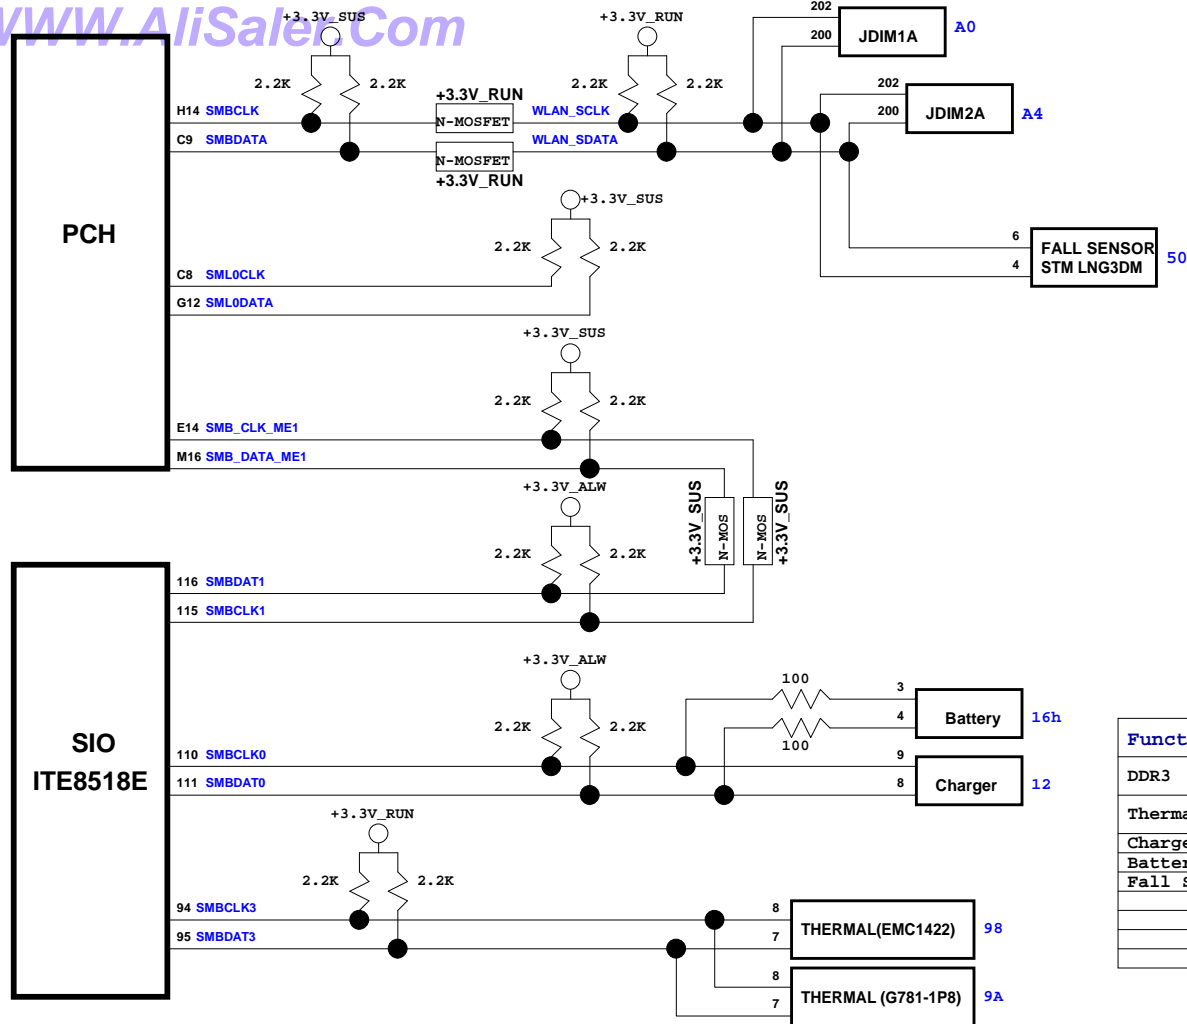 WWW.AliSaler.Com
+3.3V_SUS
+3.3V_RUN
202
200
JDIM1A
A0
2.2K
2.2K
2.2K
2.2K
202
200
JDIM2A
A4
H14 SMBCLK
+3.3V_RUN
N-MOSFET
WLAN_SCLK
C9 SMBDATA
N-MOSFET
+3.3V_RUN
WLAN_SDATA
PCH
+3.3V_SUS
2.2K
2.2K
6
4
FALL SENSOR
STM LNG3DM
50
C8 SML0CLK
G12 SML0DATA
+3.3V_SUS
2.2K
2.2K
E14 SMB_CLK_ME1
M16 SMB_DATA_ME1
+3.3V_SUS
N-MOS
N-MOS
+3.3V_SUS
+3.3V_ALW
2.2K
2.2K
116 SMBDAT1
115 SMBCLK1
SIO
ITE8518E
+3.3V_ALW
2.2K
2.2K
100
100
3
4
Battery
16h
110 SMBCLK0
111 SMBDAT0
9
8
Charger
12
+3.3V_RUN
2.2K
2.2K
94 SMBCLK3
95 SMBDAT3
8
7
THERMAL(EMC1422)
98
8
7
THERMAL (G781-1P8)
9A
DDR3